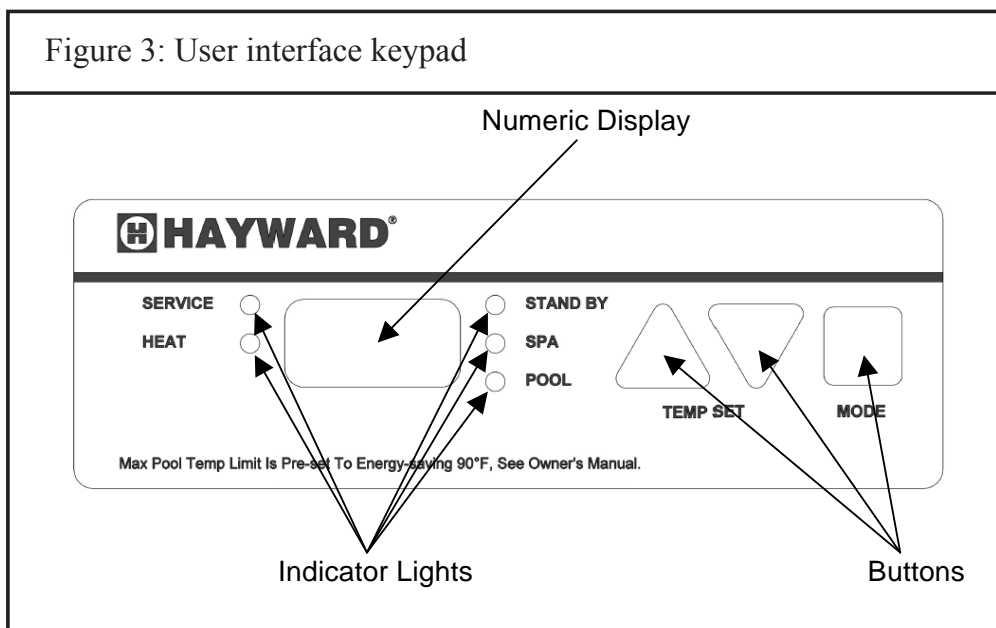 Figure 3: User interface keypad
Numeric Display
H HAYWARD®
SERVICE
STAND BY
HEAT
SPA
POOL
TEMP SET
MODE
Max Pool Temp Limit Is Pre-set To Energy-saving 90°F, See Owner's Manual.
Indicator Lights
Buttons